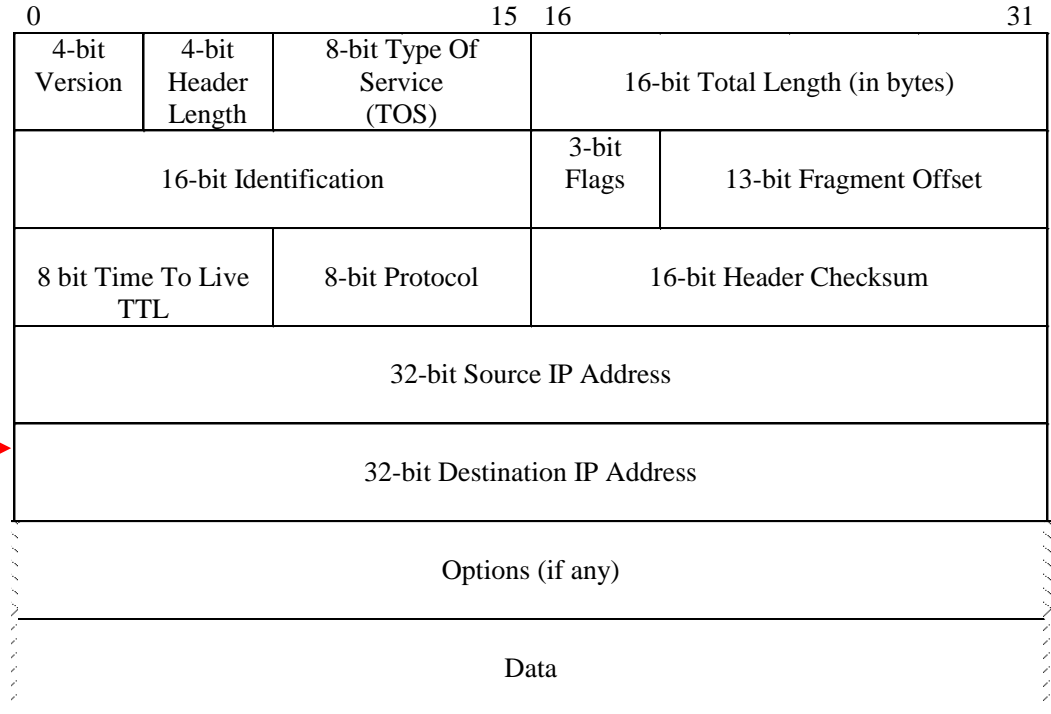 0 15 16 31
4-bit
Version
4-bit
Header
Length
8-bit Type Of
Service
(TOS)
16-bit Total Length (in bytes)
16-bit Identification
3-bit
Flags
13-bit Fragment Offset
8 bit Time To Live
TTL
8-bit Protocol
16-bit Header Checksum
32-bit Source IP Address
32-bit Destination IP Address
Options (if any)
Data